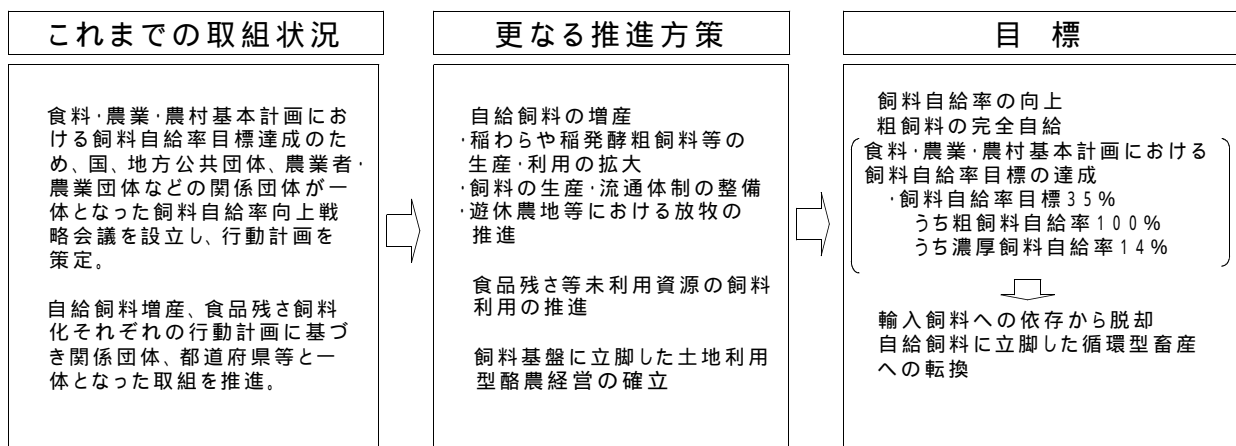 これまでの取組状況
食料･農業･農村基本計画にお
ける飼料自給率目標達成のた
め、国、地方公共団体、農業者･
農業団体などの関係団体が一
体となった飼料自給率向上戦
略会議を設立し、行動計画を
策定。
自給飼料増産、食品残さ飼料
化それぞれの行動計画に基づ
き関係団体、都道府県等と一
体となった取組を推進。
更なる推進方策
自給飼料の増産
･稲わらや稲発酵粗飼料等の
生産･利用の拡大
･飼料の生産･流通体制の整備
･遊休農地等における放牧の
推進
食品残さ等未利用資源の飼料
利用の推進
飼料基盤に立脚した土地利用
型酪農経営の確立
目 標
飼料自給率の向上
粗飼料の完全自給
食料･農業･農村基本計画における
飼料自給率目標の達成
･飼料自給率目標35%
うち粗飼料自給率100%
うち濃厚飼料自給率14%
輸入飼料への依存から脱却
自給飼料に立脚した循環型畜産
への転換